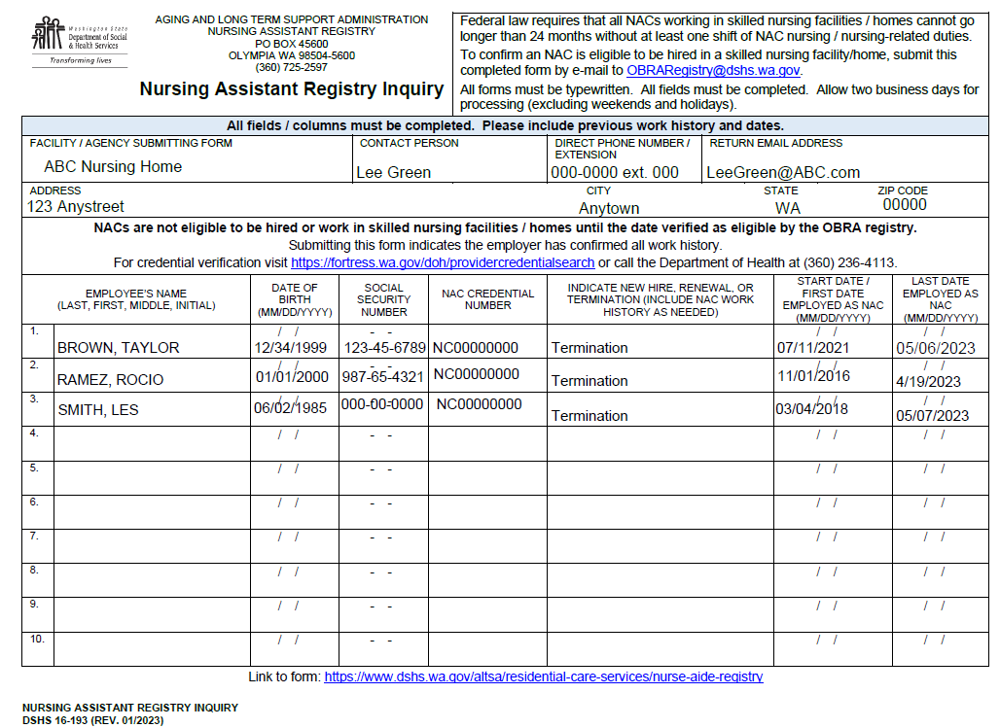 Washington State
Department of Social
& Health Services
Transforming lives
AGING AND LONG TERM SUPPORT ADMINISTRATION
NURSING ASSISTANT REGISTRY
PO BOX 45600
OLYMPIA WA 98504-5600
(360) 725-2597
Nursing Assistant Registry Inquiry
Federal law requires that all NACs working in skilled nursing facilities / homes cannot go
longer than 24 months without at least one shift of NAC nursing / nursing-related duties.
To confirm an NAC is eligible to be hired in a skilled nursing facility/home, submit this
completed form by e-mail to OBRARegistry@dshs.wa.gov.
All forms must be typewritten. All fields must be completed. Allow two business days for
processing (excluding weekends and holidays).
All fields / columns must be completed. Please include previous work history and dates.
FACILITY / AGENCY SUBMITTING FORM
ABC Nursing Home
CONTACT PERSON
Lee Green
DIRECT PHONE NUMBER /
EXTENSION
000-0000 ext. 000
RETURN EMAIL ADDRESS
LeeGreen@ABC.com
ADDRESS
123 Anystreet
CITY
Anytown
STATE
WA
ZIP CODE
00000
NACs are not eligible to be hired or work in skilled nursing facilities / homes until the date verified as eligible by the OBRA registry.
Submitting this form indicates the employer has confirmed all work history.
For credential verification visit https://fortress.wa.gov/doh/providercredentialsearch or call the Department of Health at (360) 236-4113.
EMPLOYEE'S NAME
(LAST, FIRST, MIDDLE, INITIAL)
DATE OF
BIRTH
(MM/DD/YYYY)
SOCIAL
SECURITY
NUMBER
NAC CREDENTIAL
NUMBER
INDICATE NEW HIRE, RENEWAL, OR
TERMINATION (INCLUDE NAC WORK
HISTORY AS NEEDED)
START DATE /
FIRST DATE
EMPLOYED AS NAC
(MM/DD/YYYY)
LAST DATE
EMPLOYED AS
NAC
(MM/DD/YYYY)
1. / / - - / / / /
BROWN, TAYLOR 12/34/1999 123-45-6789 NC00000000 Termination 07/11/2021 05/06/2023
2. / / - - / / / /
RAMEZ, ROCIO 01/01/2000 987-65-4321 NC00000000 Termination 11/01/2016 4/19/2023
3. / / - - / / / /
SMITH, LES 06/02/1985 000-00-0000 NC00000000 Termination 03/04/2018 05/07/2023
4. / / - - / / / /
5. / / - - / / / /
6. / / - - / / / /
7. / / - - / / / /
8. / / - - / / / /
9. / / - - / / / /
10. / / - - / / / /
Link to form: https://www.dshs.wa.gov/altsa/residential-care-services/nurse-aide-registry
NURSING ASSISTANT REGISTRY INQUIRY
DSHS 16-193 (REV. 01/2023)